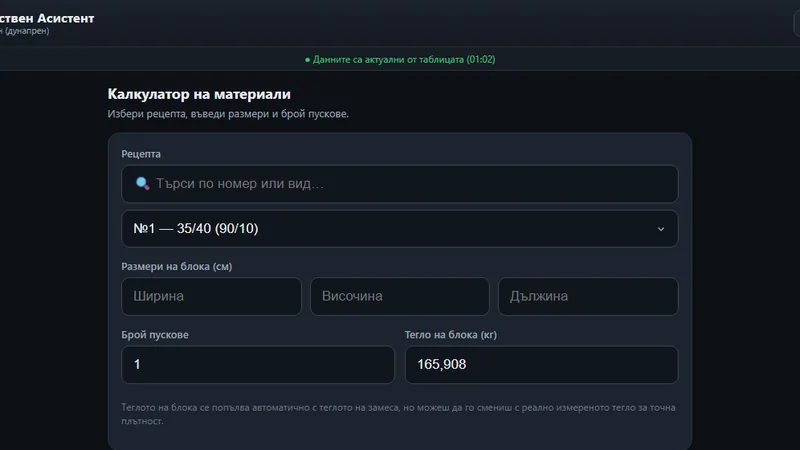 ствен Асистент
н (дунапрен)
● Данните са актуални от таблицата (01:02)
Калкулатор на материали
Избери рецепта, въведи размери и брой пускове.
Рецепта
🔍 Търси по номер или вид…
№1 — 35/40 (90/10)
Размери на блока (см)
Ширина
Височина
Дължина
Брой пускове
Тегло на блока (кг)
1
165,908
Теглото на блока се попълва автоматично с теглото на замеса, но можеш да го смениш с реално измереното тегло за точна
плътност.